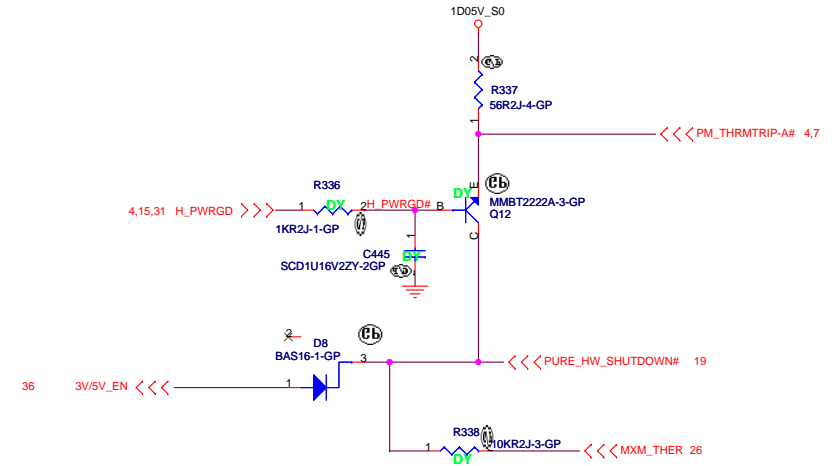 1D05V_S0
2
R337
56R2J-4-GP
1
PM_THRMTRIP-A# 4,7
R336
DY
4,15,31 H_PWRGD
1
2
H_PWRGD#
1KR2J-1-GP
B
E
C
DY
MMBT2222A-3-GP
Q12
1
C445
DY
SCD1U16V2ZY-2GP
2
D8
BAS16-1-GP
3
PURE_HW_SHUTDOWN# 19
36 3V/5V_EN
1
R338
1
10KR2J-3-GP
DY
MXM_THER 26